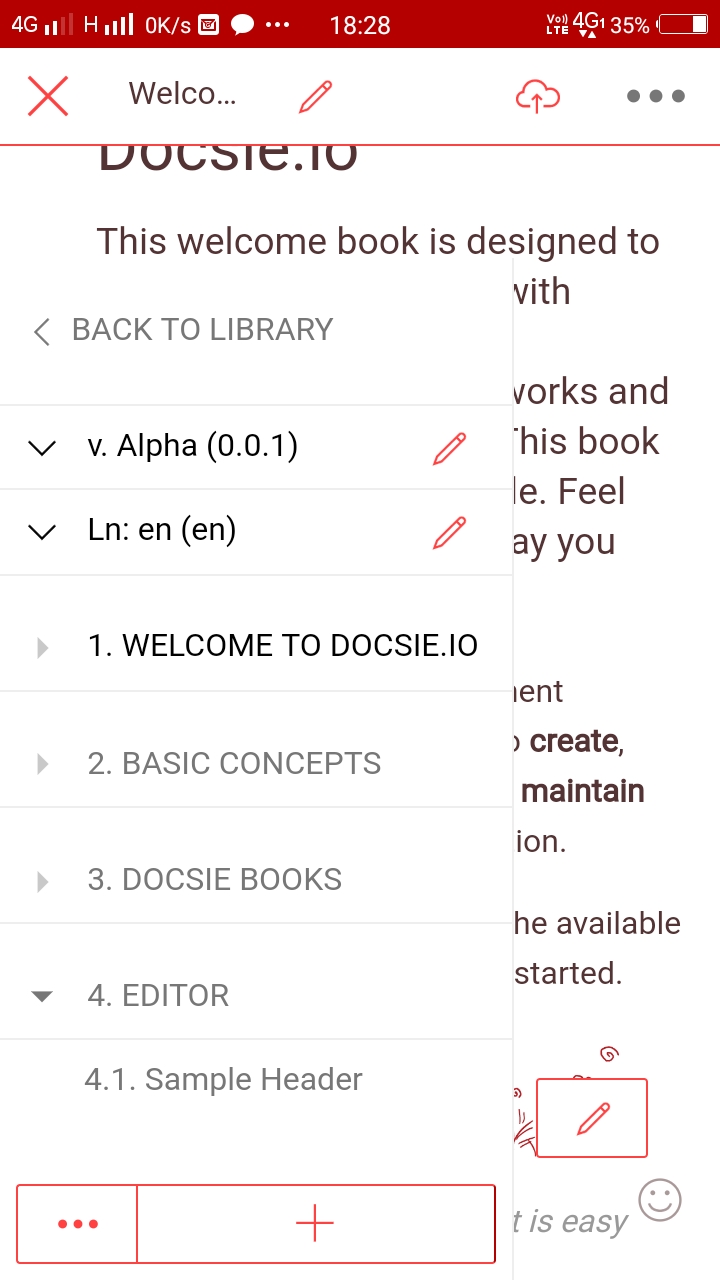 4G H 0K/s 18:28 Vo)) LTE 4G1 35%
Welco...
Docsie.io
This welcome book is designed to
with
BACK TO LIBRARY
works and
v. Alpha (0.0.1)
This book
le. Feel
Ln: en (en)
ay you
1. WELCOME TO DOCSIE.IO
ent
create,
2. BASIC CONCEPTS
maintain
ion.
3. DOCSIE BOOKS
he available
started.
4. EDITOR
4.1. Sample Header
t is easy